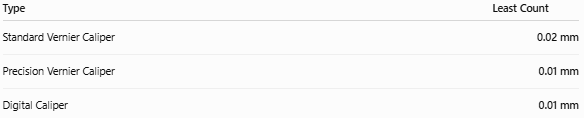 Type Least Count
Standard Vernier Caliper 0.02 mm
Precision Vernier Caliper 0.01 mm
Digital Caliper 0.01 mm